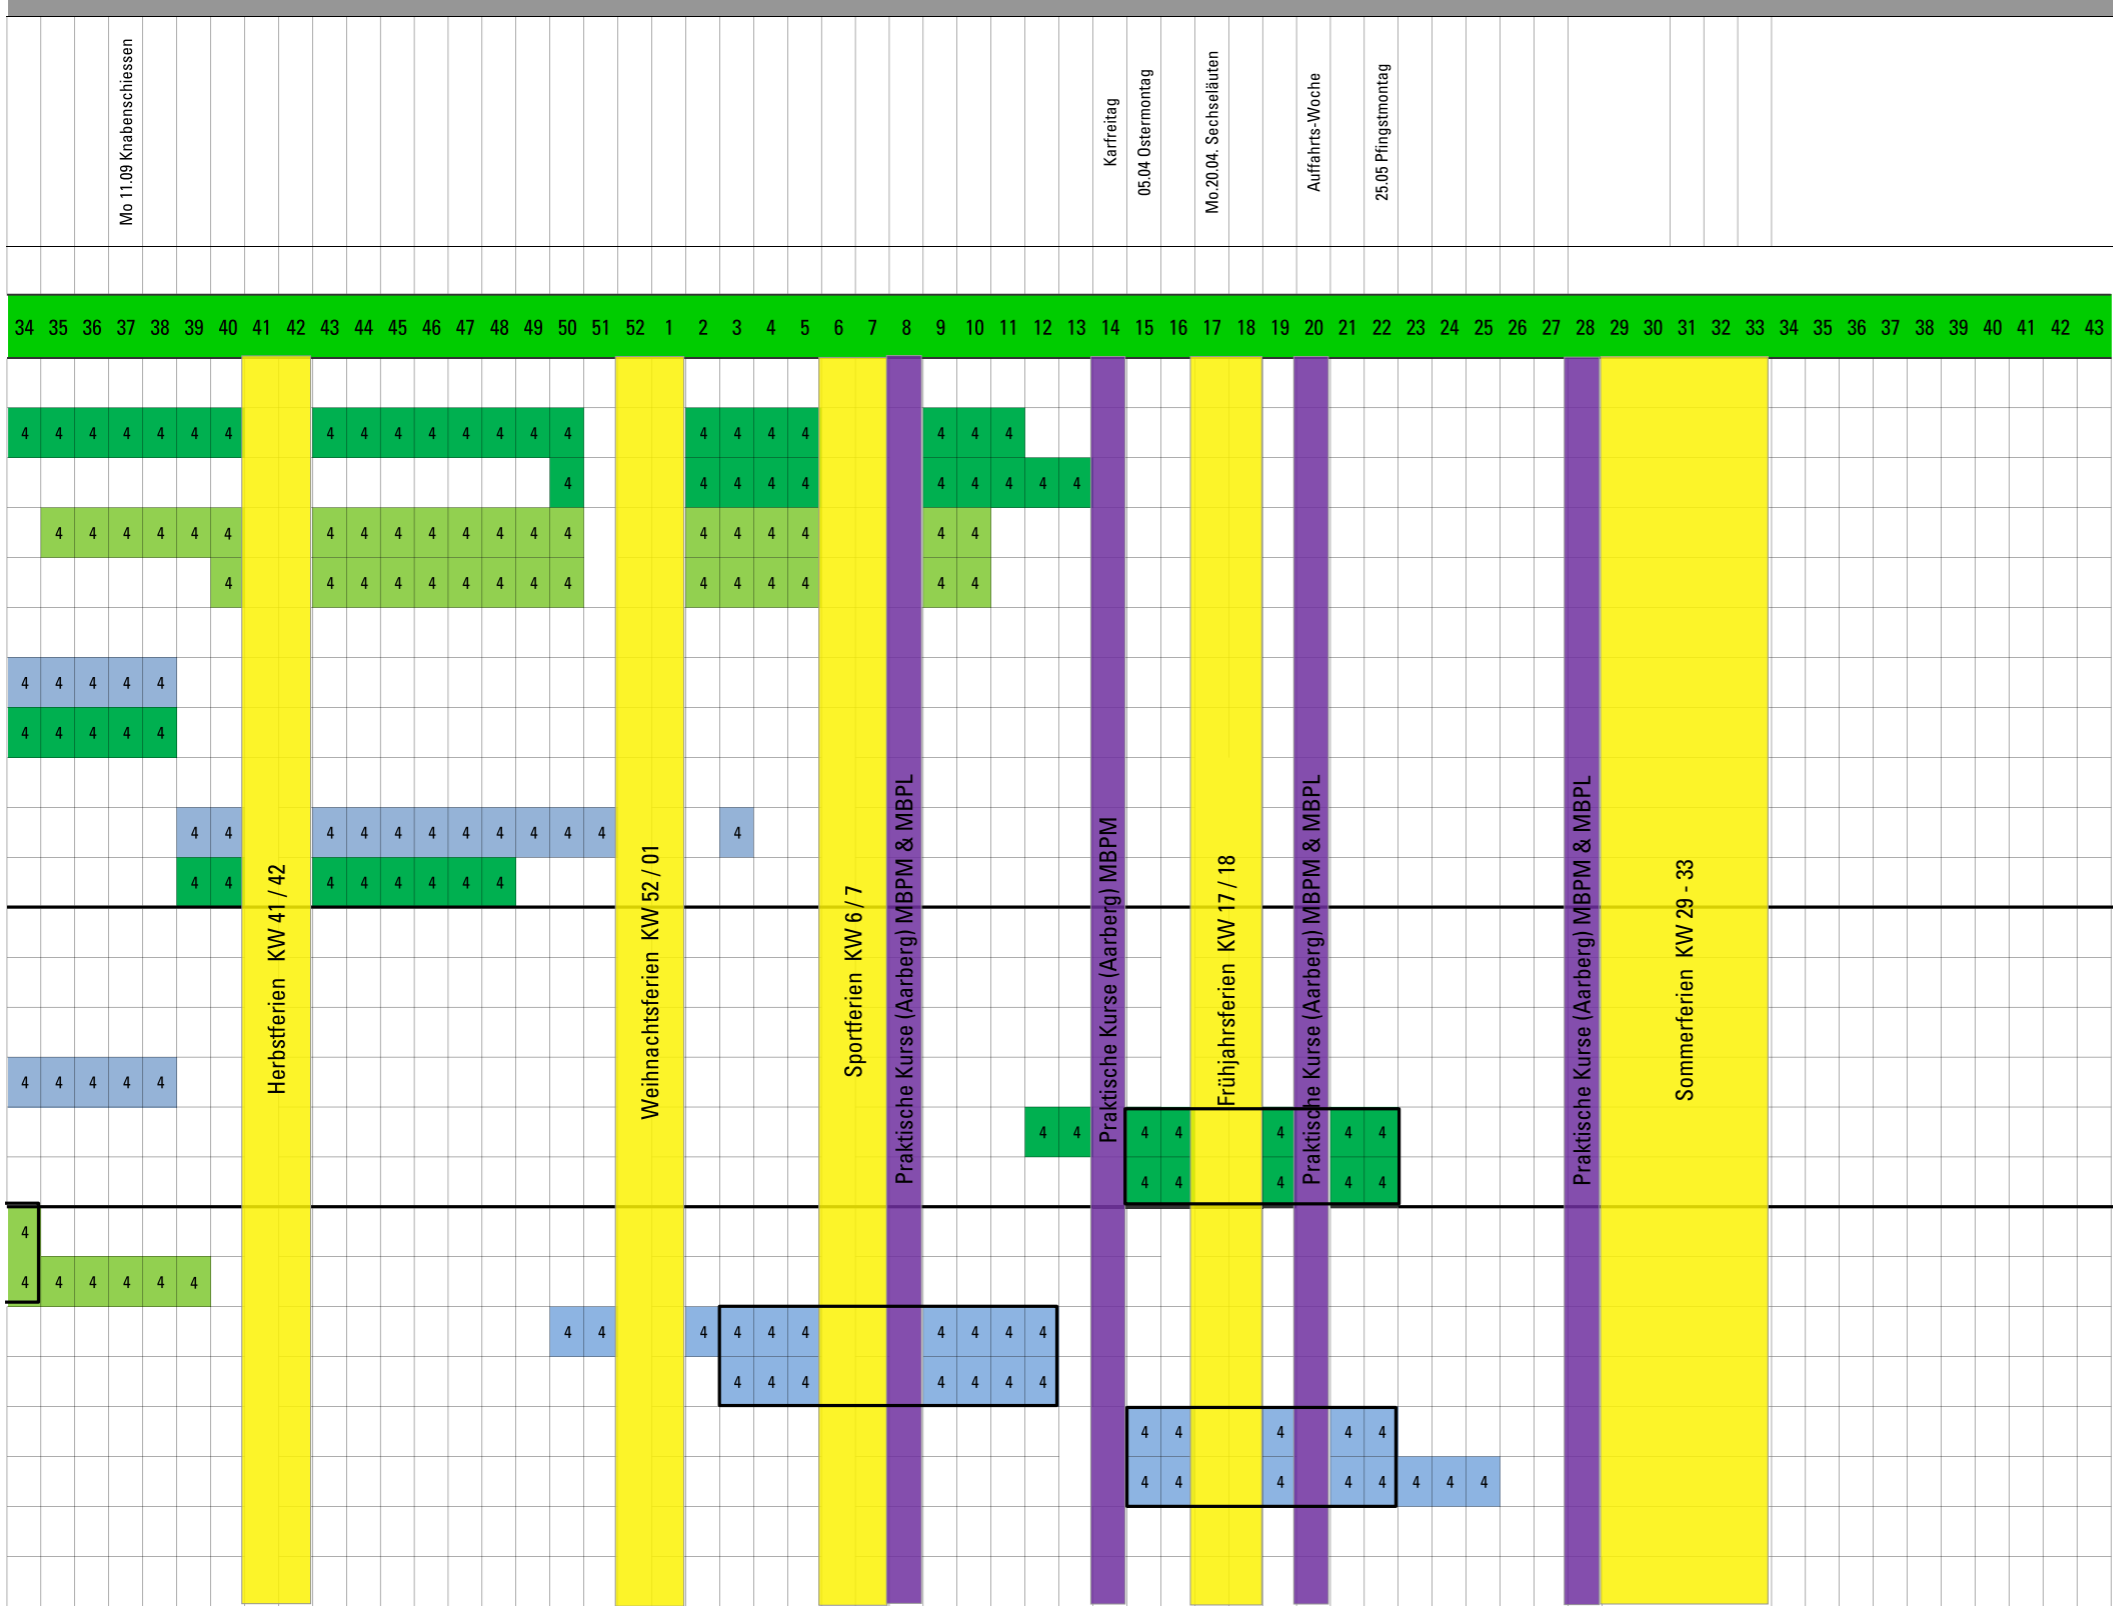 Mo 11.09 Knabenschiessen
Karfreitag
05.04 Ostermontag
Mo.20.04. Sechseläuten
Auffahrts-Woche
25.05 Pfingstmontag
34 35 36 37 38 39 40 41 42 43 44 45 46 47 48 49 50 51 52 1 2 3 4 5 6 7 8 9 10 11 12 13 14 15 16 17 18 19 20 21 22 23 24 25 26 27 28 29 30 31 32 33 34 35 36 37 38 39 40 41 42 43
4 4 4 4 4 4 4 4 4 4 4 4 4 4 4 4 4 4 4 4 4 4
4 4 4 4 4 4 4 4 4 4
4 4 4 4 4 4 4 4 4 4 4 4 4 4 4 4 4 4 4 4
4 4 4 4 4 4 4 4 4 4 4 4 4 4 4
4 4 4 4 4
4 4 4 4 4
4 4 4 4 4 4 4 4 4 4 4 4
4 4 4 4 4 4 4 4
4 4 4 4 4
4 4 4 4 4 4 4
4 4 4 4 4
4
4 4 4 4 4 4
4 4 4 4 4 4 4 4 4 4
4 4 4 4 4 4 4
4 4 4 4 4
4 4 4 4 4 4 4 4
Herbstferien KW 41 / 42
Weihnachtsferien KW 52 / 01
Sportferien KW 6 / 7
Praktische Kurse (Aarberg) MBPM & MBPL
Praktische Kurse (Aarberg) MBPM
Frühjahrsferien KW 17 / 18
Praktische Kurse (Aarberg) MBPM & MBPL
Praktische Kurse (Aarberg) MBPM & MBPL
Sommerferien KW 29 - 33